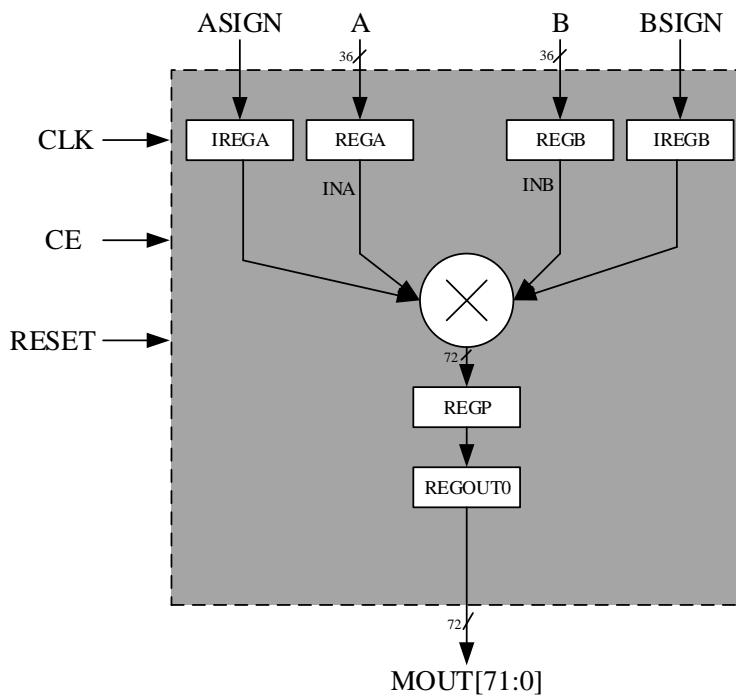 ASIGN A B BSIGN
36 36
CLK IREGA REGA REGB IREGB
INA INB
CE
RESET
72
REGP
REGOUT0
72
MOUT[71:0]